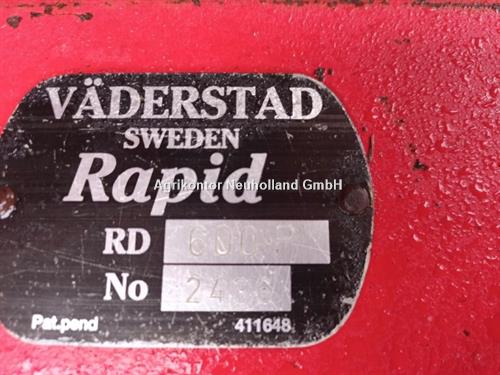 VÄDERSTAD
SWEDEN
Rapid
Agrikontor Neuholland GmbH
RD
No
Pat.pend 411648